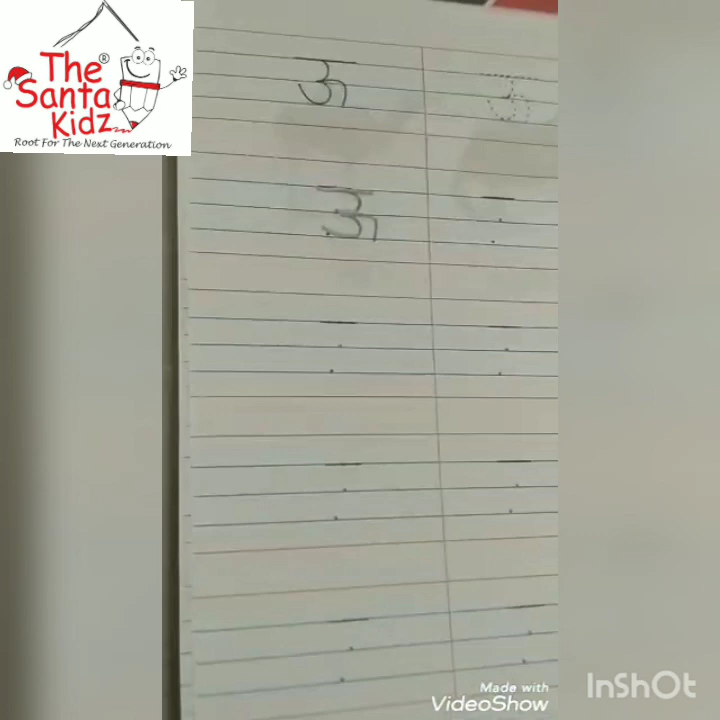 The Santa Kidz®
Root For The Next Generation
ਅ ਅ
ਅ
Made with
VideoShow
InShOt